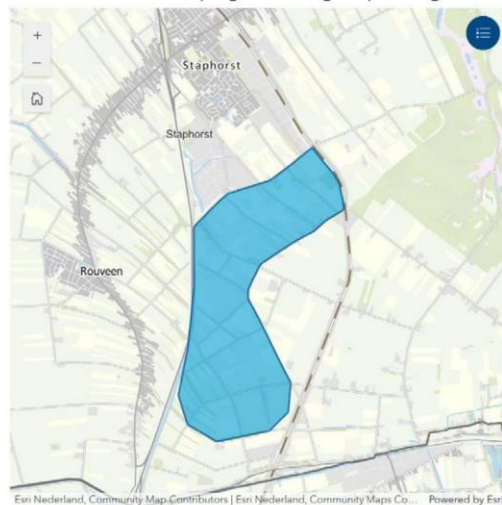 +
−
Staphorst
Staphorst
Rouveen
Esri Nederland, Community Map Contributors | Esri Nederland, Community Maps Co... Powered by Esri